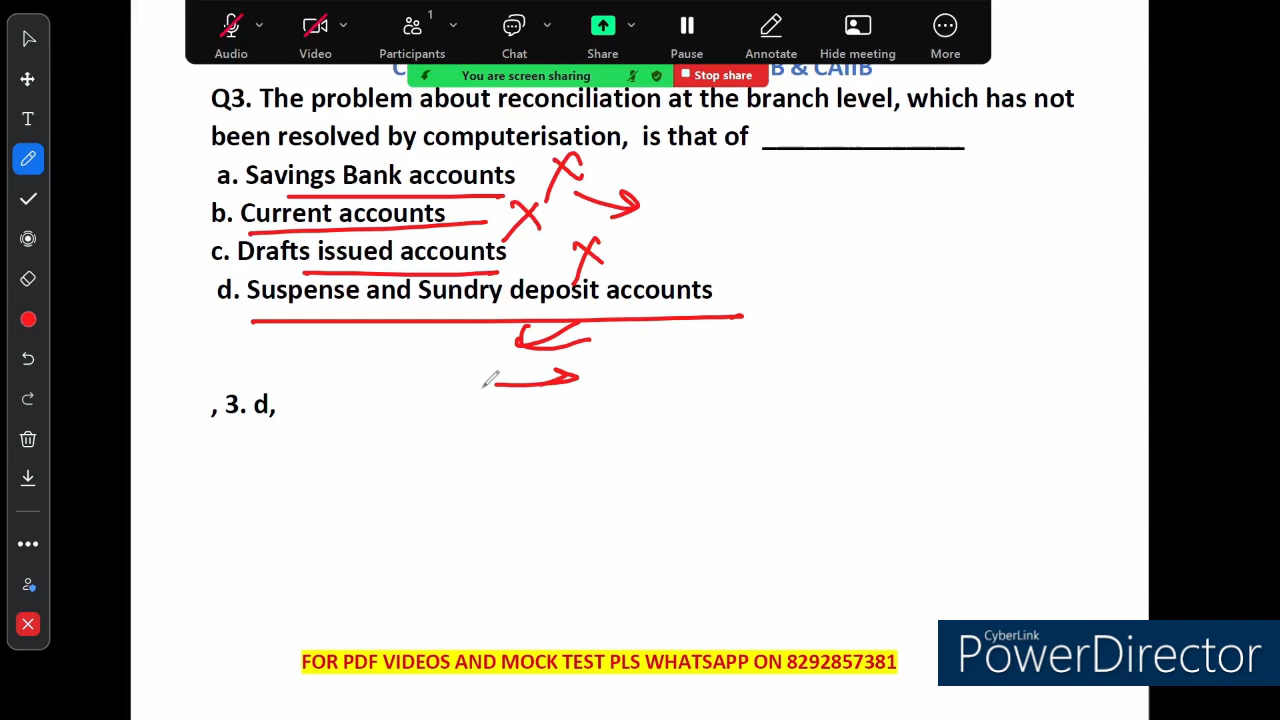 1
Audio Video Participants Chat Share Pause Annotate Hide meeting More
You are screen sharing Stop share
B & CAIIB
Q3. The problem about reconciliation at the branch level, which has not
been resolved by computerisation, is that of ______________
a. Savings Bank accounts
b. Current accounts
c. Drafts issued accounts
d. Suspense and Sundry deposit accounts
, 3. d,
FOR PDF VIDEOS AND MOCK TEST PLS WHATSAPP ON 8292857381
CyberLink
PowerDirector